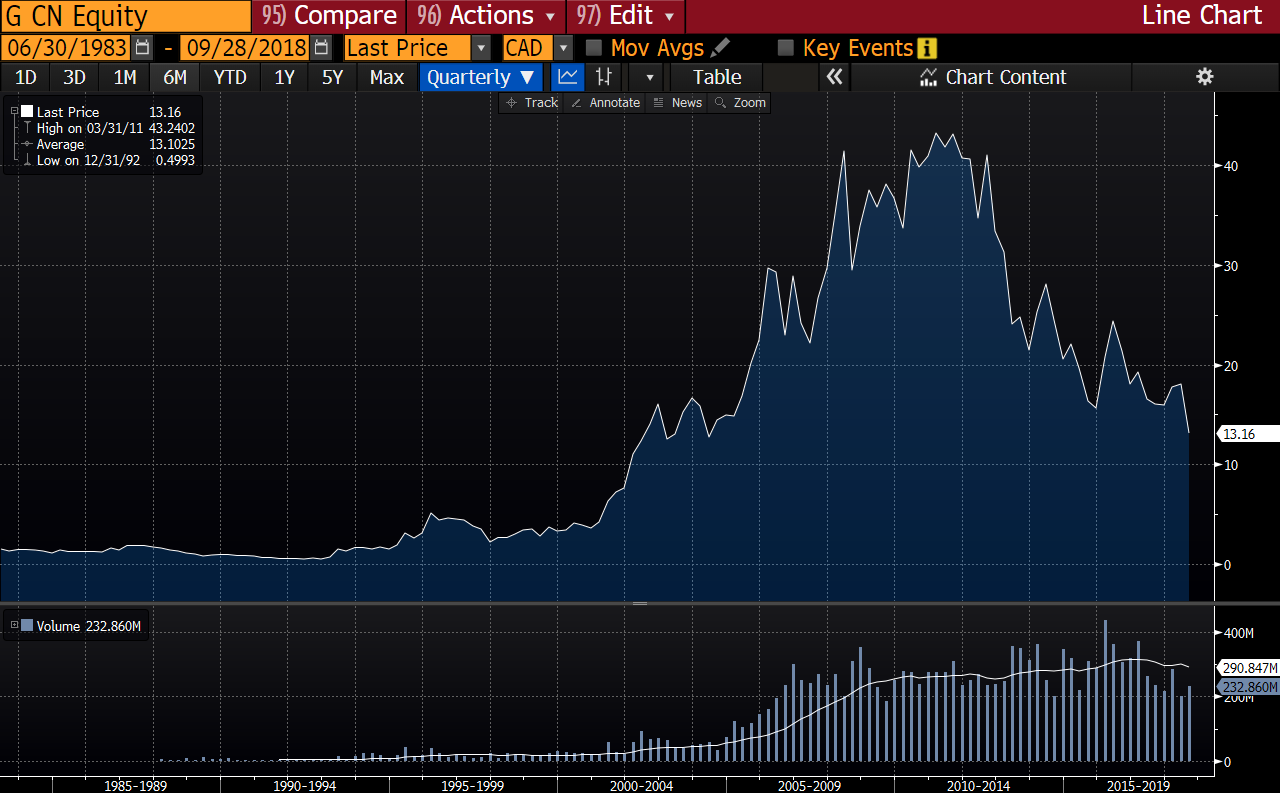 G CN Equity 95) Compare 96) Actions 97) Edit Line Chart
06/30/1983 - 09/28/2018 Last Price CAD Mov Avgs Key Events i
1D 3D 1M 6M YTD 1Y 5Y Max Quarterly Table Chart Content
Track Annotate News Zoom
Last Price 13.16
High on 03/31/11 43.2402
Average 13.1025
Low on 12/31/92 0.4993
40
30
20
13.16
10
0
Volume 232.860M
400M
290.847M
232.860M
200M
0
1985-1989 1990-1994 1995-1999 2000-2004 2005-2009 2010-2014 2015-2019